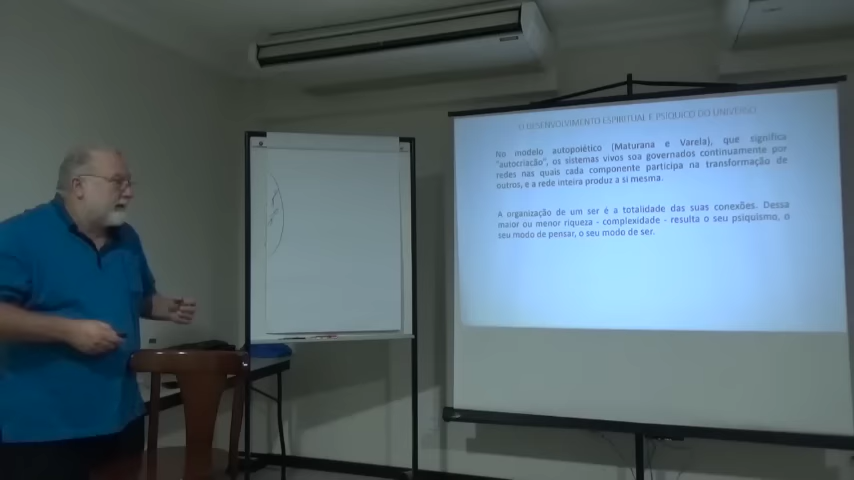 O DESENVOLVIMENTO ESPIRITUAL E PSÍQUICO DO UNIVERSO
No modelo autopoiético (Maturana e Varela), que significa
"autocriação", os sistemas vivos soa governados continuamente por
redes nas quais cada componente participa na transformação de
outros, e a rede inteira produz a si mesma.
A organização de um ser é a totalidade das suas conexões. Dessa
maior ou menor riqueza - complexidade - resulta o seu psiquismo, o
seu modo de pensar, o seu modo de ser.